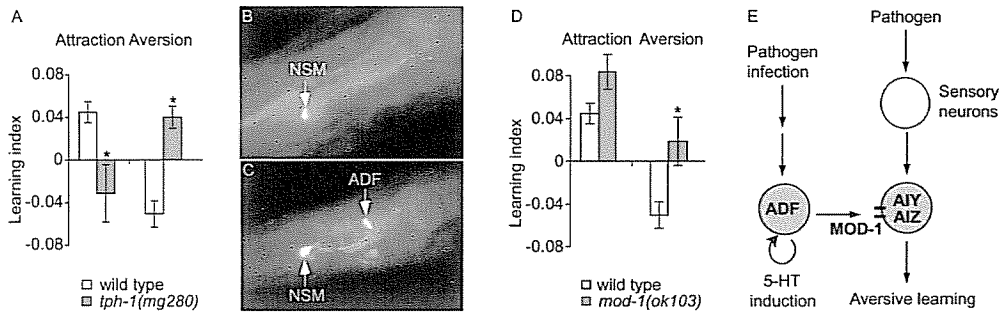 A
Attraction Aversion
0.08
0.04
0
-0.04
-0.08
Learning index
*
*
wild type
tph-1(mg280)
B
NSM
C
ADF
NSM
D
Attraction Aversion
0.08
0.04
0
-0.04
-0.08
Learning index
*
wild type
mod-1(ok103)
E
Pathogen
Pathogen
infection
Sensory
neurons
ADF
MOD-1
AIY
AIZ
5-HT
induction
Aversive learning